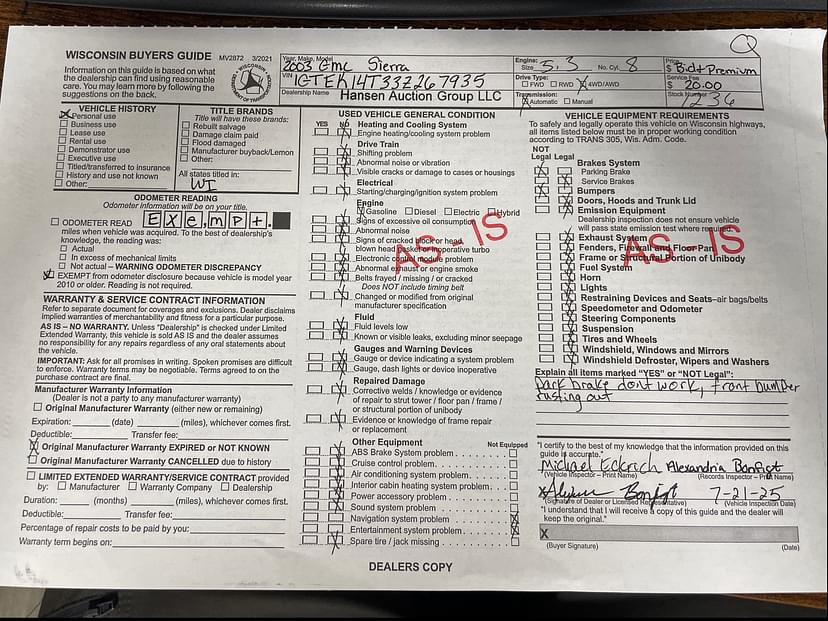 WISCONSIN BUYERS GUIDE MV2872 3/2021
Information on this guide is based on what
the dealership can find using reasonable
care. You may learn more by following the
suggestions on the back.
Year, Make, Model
2003 GMC Sierra
VIN 1GTEK14T33Z267935
Dealership Name Hansen Auction Group LLC
Engine:
Size 5.3 No. Cyl. 8
Drive Type:
FWD RWD 4WD/AWD
Transmission:
Automatic Manual
Price
$ Bid + Premium
Service Fee
$ 20.00
Stock Number
1236
VEHICLE HISTORY
Personal use
Business use
Lease use
Rental use
Demonstrator use
Executive use
Titled/transferred to insurance
History and use not known
Other:
TITLE BRANDS
Title will have these brands:
Rebuilt salvage
Damage claim paid
Flood damaged
Manufacturer buyback/Lemon
Other:
All states titled in:
WI
ODOMETER READING
Odometer information will be on your title.
ODOMETER READ Exempt.
miles when vehicle was acquired. To the best of dealership's
knowledge, the reading was:
Actual
In excess of mechanical limits
Not actual – WARNING ODOMETER DISCREPANCY
EXEMPT from odometer disclosure because vehicle is model year
2010 or older. Reading is not required.
WARRANTY & SERVICE CONTRACT INFORMATION
Refer to separate document for coverages and exclusions. Dealer disclaims
implied warranties of merchantability and fitness for a particular purpose.
AS IS – NO WARRANTY. Unless "Dealership" is checked under Limited
Extended Warranty, this vehicle is sold AS IS and the dealer assumes
no responsibility for any repairs regardless of any oral statements about
the vehicle.
IMPORTANT: Ask for all promises in writing. Spoken promises are difficult
to enforce. Warranty terms may be negotiable. Terms agreed to on the
purchase contract are final.
Manufacturer Warranty Information
(Dealer is not a party to any manufacturer warranty)
Original Manufacturer Warranty (either new or remaining)
Expiration: (date) (miles), whichever comes first.
Deductible: Transfer fee:
Original Manufacturer Warranty EXPIRED or NOT KNOWN
Original Manufacturer Warranty CANCELLED due to history
LIMITED EXTENDED WARRANTY/SERVICE CONTRACT provided
by: Manufacturer Warranty Company Dealership
Duration: (months) (miles), whichever comes first.
Deductible: Transfer fee:
Percentage of repair costs to be paid by you:
Warranty term begins on:
USED VEHICLE GENERAL CONDITION
YES NO
Heating and Cooling System
Engine heating/cooling system problem
Drive Train
Shifting problem
Abnormal noise or vibration
Visible cracks or damage to cases or housings
Electrical
Starting/charging/ignition system problem
Engine
Gasoline Diesel Electric Hybrid
Signs of excessive oil consumption
Abnormal noise
Signs of cracked block or head
blown head gasket or inoperative turbo
Electronic control module problem
Abnormal exhaust or engine smoke
Belts frayed / missing / or cracked
Does NOT include timing belt
Changed or modified from original
manufacturer specification
Fluid
Fluid levels low
Known or visible leaks, excluding minor seepage
Gauges and Warning Devices
Gauge or device indicating a system problem
Gauge, dash lights or device inoperative
Repaired Damage
Corrective welds / knowledge or evidence
of repair to strut tower / floor pan / frame /
or structural portion of unibody
Evidence or knowledge of frame repair
or replacement
Other Equipment Not Equipped
ABS Brake System problem
Cruise control problem
Air conditioning system problem
Interior cabin heating system problem
Power accessory problem
Sound system problem
Navigation system problem
Entertainment system problem
Spare tire / jack missing
AS - IS
VEHICLE EQUIPMENT REQUIREMENTS
To safely and legally operate this vehicle on Wisconsin highways,
all items listed below must be in proper working condition
according to TRANS 305, Wis. Adm. Code.
NOT
Legal Legal
Brakes System
Parking Brake
Service Brakes
Bumpers
Doors, Hoods and Trunk Lid
Emission Equipment
Dealership inspection does not ensure vehicle
will pass state emission test where required.
Exhaust System
Fenders, Firewall and Floor Pan
Frame or Structural Portion of Unibody
Fuel System
Horn
Lights
Restraining Devices and Seats–air bags/belts
Speedometer and Odometer
Steering Components
Suspension
Tires and Wheels
Windshield, Windows and Mirrors
Windshield Defroster, Wipers and Washers
AS - IS
Explain all items marked "YES" or "NOT Legal":
Park brake dont work, front bumper
rusting out
"I certify to the best of my knowledge that the information provided on this
guide is accurate."
Michael Eckrich Alexandria Bonfigt
(Vehicle Inspector – Print Name) (Records Inspector – Print Name)
X 7-21-25
(Signature of Dealer or Licensed Representative) (Vehicle Inspection Date)
"I understand that I will receive a copy of this guide and the dealer will
keep the original."
X
(Buyer Signature) (Date)
DEALERS COPY